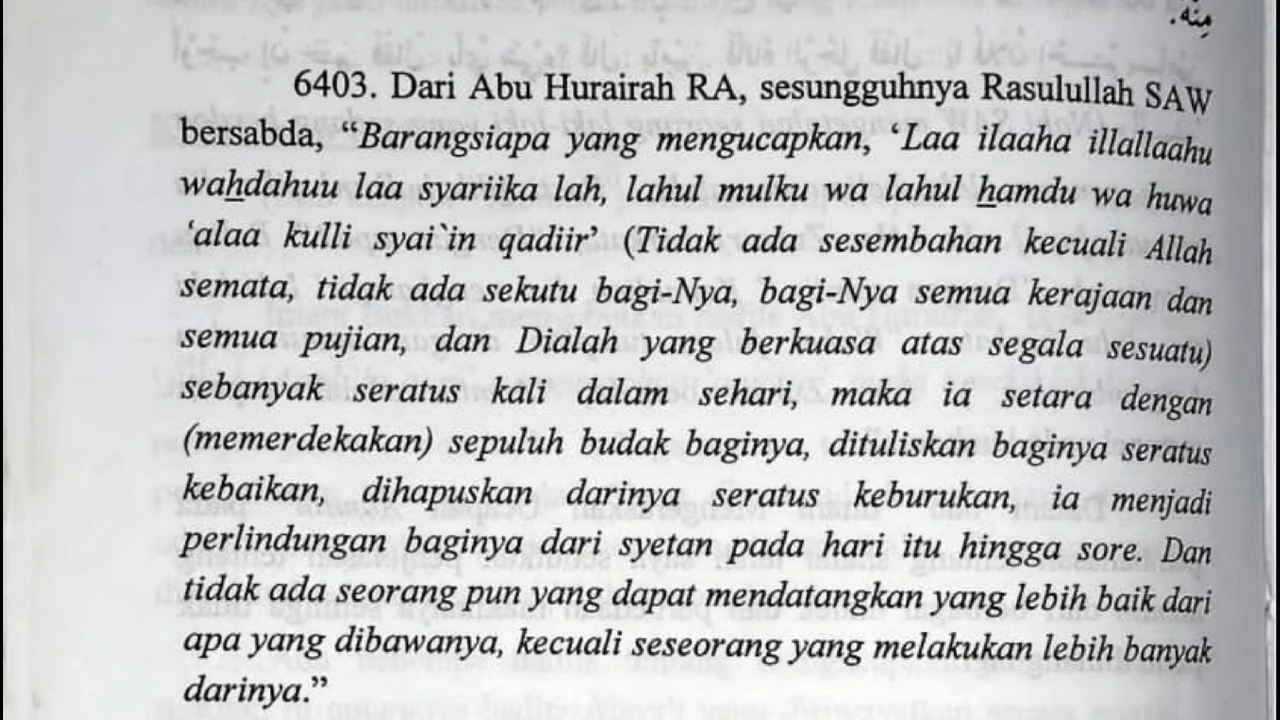 منه.
6403. Dari Abu Hurairah RA, sesungguhnya Rasulullah SAW
bersabda, “Barangsiapa yang mengucapkan, ‘Laa ilaaha illallaahu
wahdahuu laa syariika lah, lahul mulku wa lahul hamdu wa huwa
‘alaa kulli syai`in qadiir’ (Tidak ada sesembahan kecuali Allah
semata, tidak ada sekutu bagi-Nya, bagi-Nya semua kerajaan dan
semua pujian, dan Dialah yang berkuasa atas segala sesuatu)
sebanyak seratus kali dalam sehari, maka ia setara dengan
(memerdekakan) sepuluh budak baginya, dituliskan baginya seratus
kebaikan, dihapuskan darinya seratus keburukan, ia menjadi
perlindungan baginya dari syetan pada hari itu hingga sore. Dan
tidak ada seorang pun yang dapat mendatangkan yang lebih baik dari
apa yang dibawanya, kecuali seseorang yang melakukan lebih banyak
darinya.”